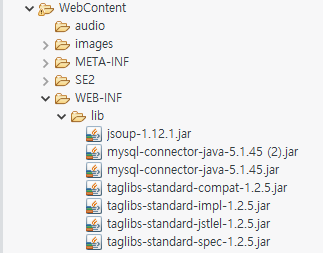 WebContent
audio
images
META-INF
SE2
WEB-INF
lib
jsoup-1.12.1.jar
mysql-connector-java-5.1.45 (2).jar
mysql-connector-java-5.1.45.jar
taglibs-standard-compat-1.2.5.jar
taglibs-standard-impl-1.2.5.jar
taglibs-standard-jstlel-1.2.5.jar
taglibs-standard-spec-1.2.5.jar